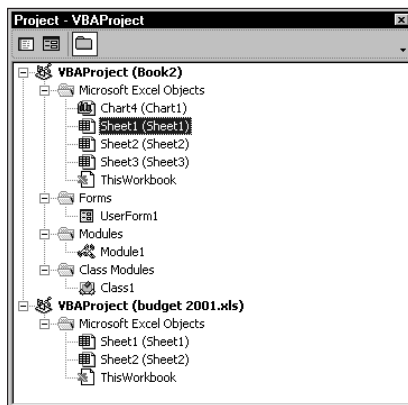 Project - VBAProject
VBAProject (Book2)
Microsoft Excel Objects
Chart4 (Chart1)
Sheet1 (Sheet1)
Sheet2 (Sheet2)
Sheet3 (Sheet3)
ThisWorkbook
Forms
UserForm1
Modules
Module1
Class Modules
Class1
VBAProject (budget 2001.xls)
Microsoft Excel Objects
Sheet1 (Sheet1)
Sheet2 (Sheet2)
ThisWorkbook